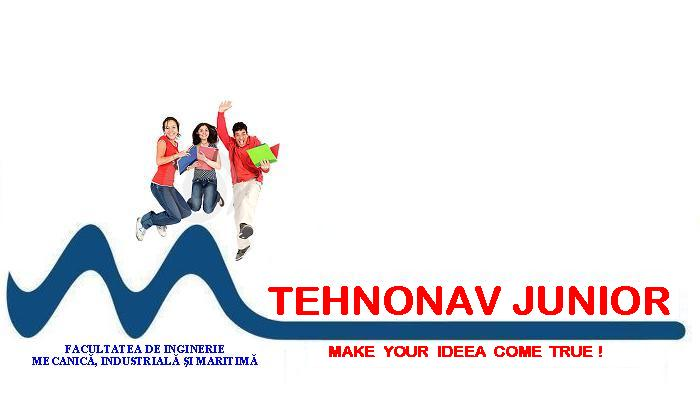 TEHNONAV JUNIOR
FACULTATEA DE INGINERIE
MECANICĂ, INDUSTRIALĂ ŞI MARITIMĂ
MAKE YOUR IDEEA COME TRUE !